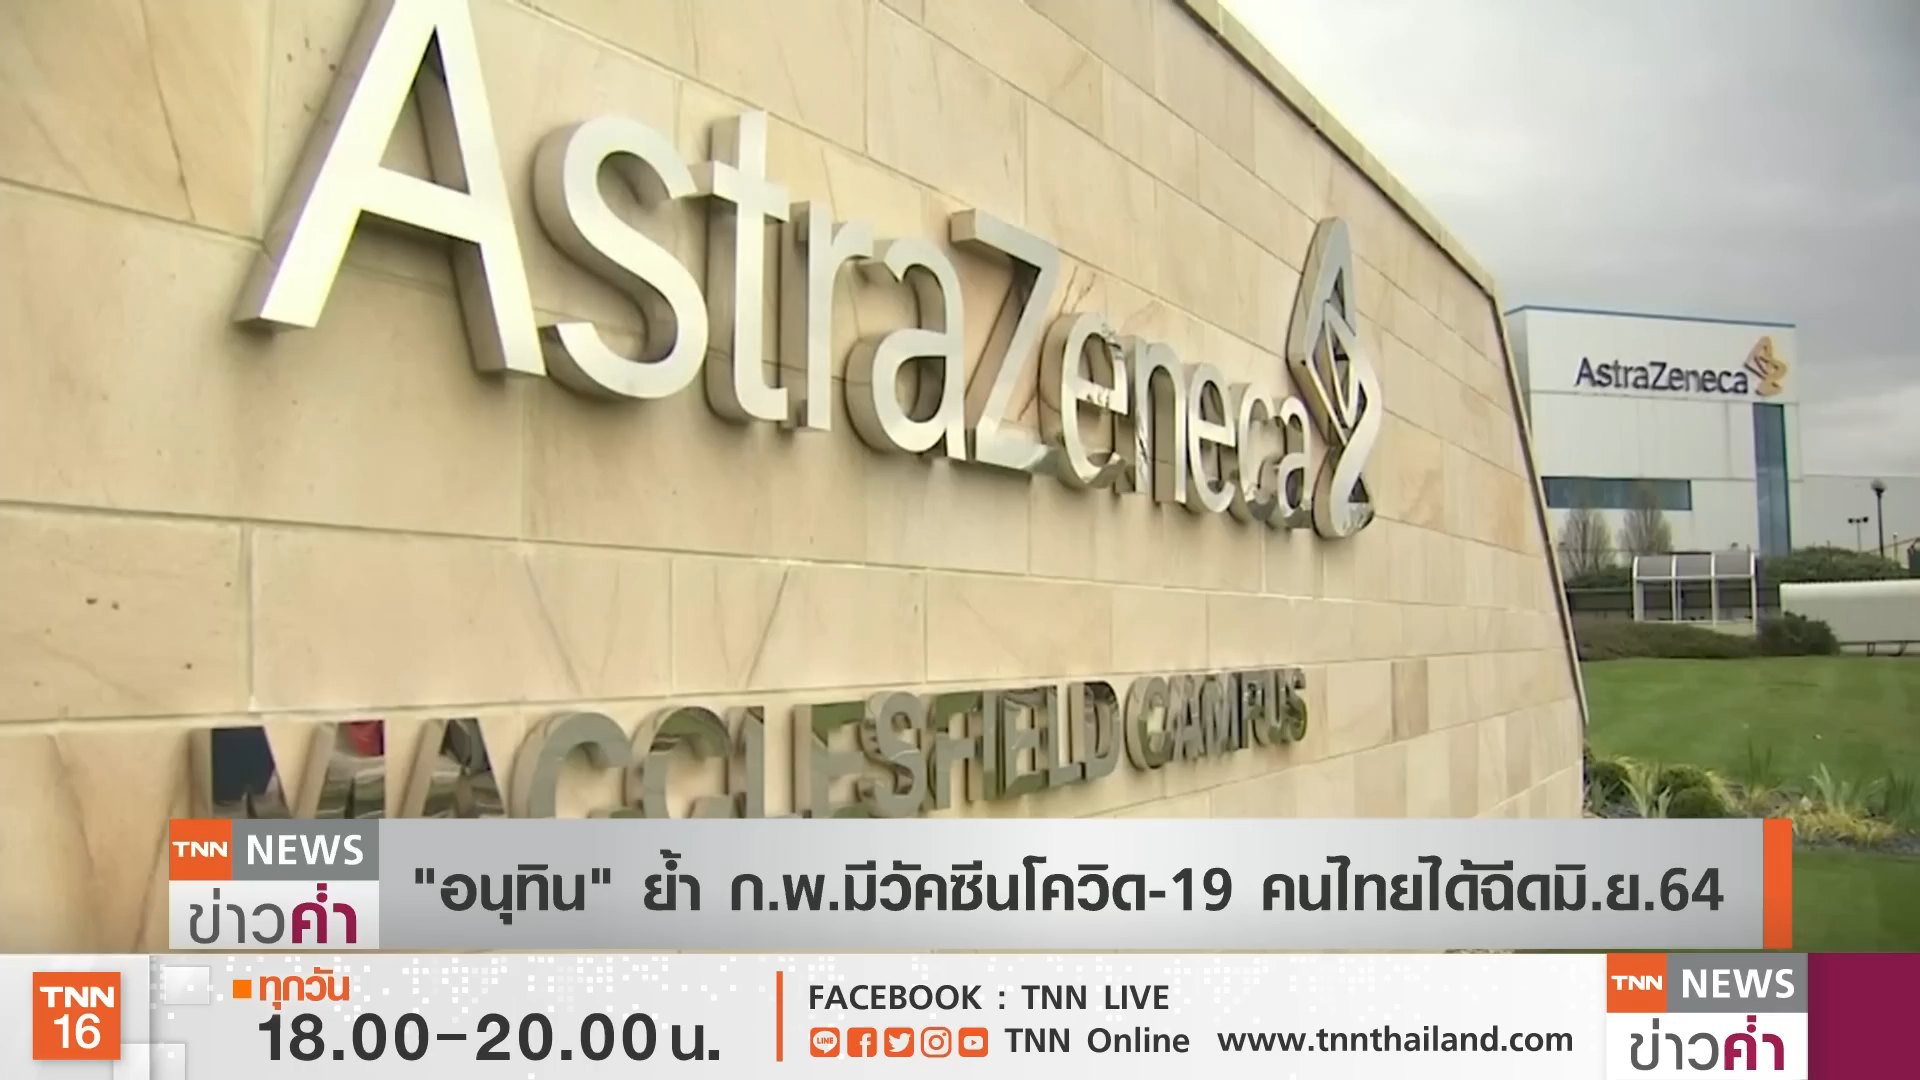 AstraZeneca
AstraZeneca
MACCLESFIELD CAMPUS
TNN NEWS
ข่าวค่ำ
"อนุทิน" ย้ำ ก.พ.มีวัคซีนโควิด-19 คนไทยได้ฉีดมิ.ย.64
TNN
16
ทุกวัน
18.00-20.00 น.
FACEBOOK : TNN LIVE
LINE TNN Online www.tnnthailand.com
TNN NEWS
ข่าวค่ำ